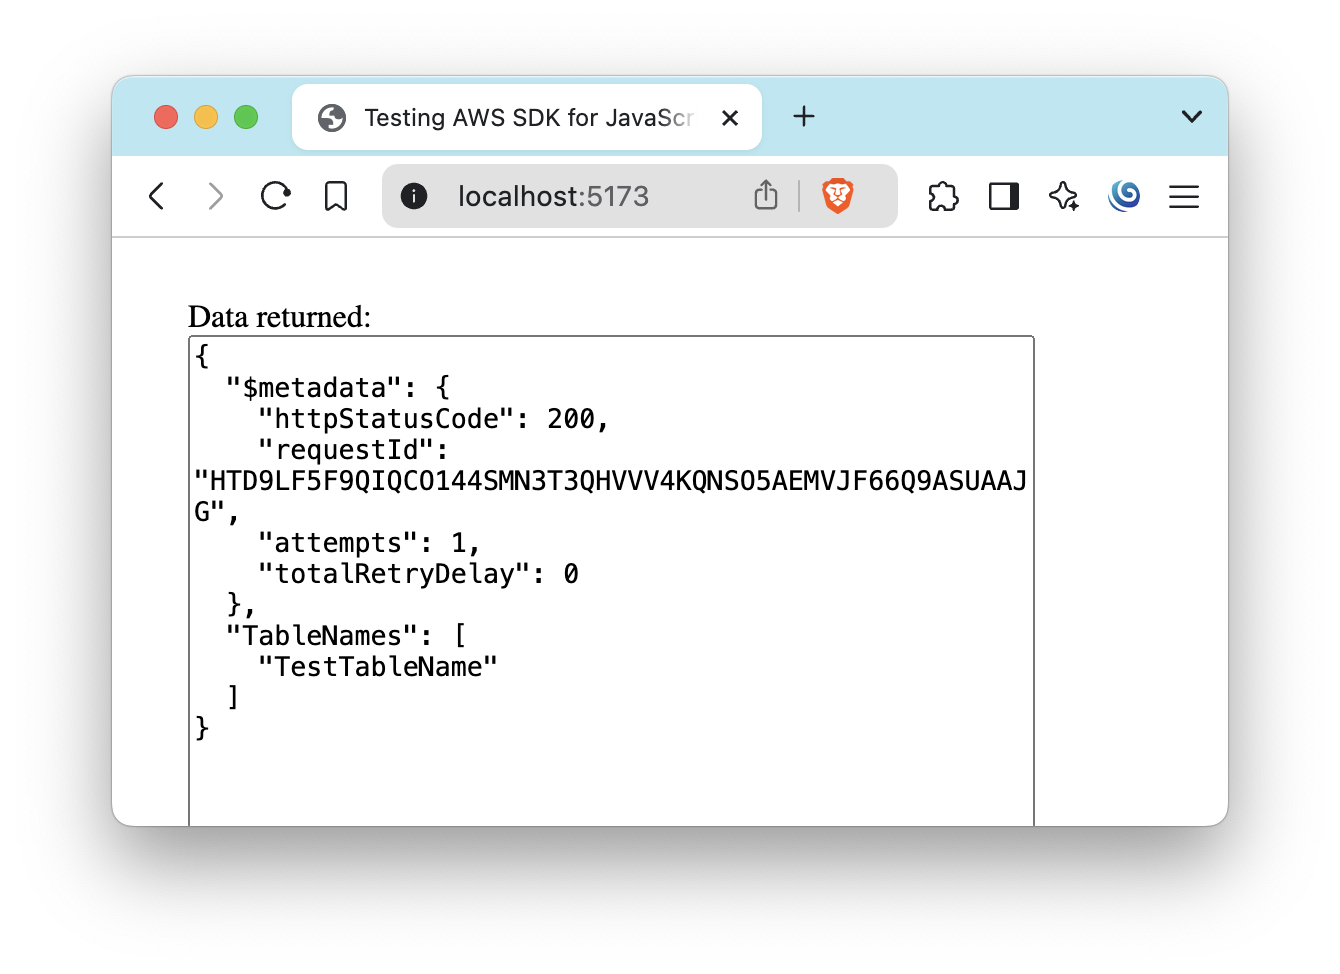 Testing AWS SDK for JavaScr
localhost:5173
Data returned:
{
  "$metadata": {
    "httpStatusCode": 200,
    "requestId":
"HTD9LF5F9QIQCO144SMN3T3QHVVV4KQNSO5AEMVJF66Q9ASUAAJ
G",
    "attempts": 1,
    "totalRetryDelay": 0
  },
  "TableNames": [
    "TestTableName"
  ]
}